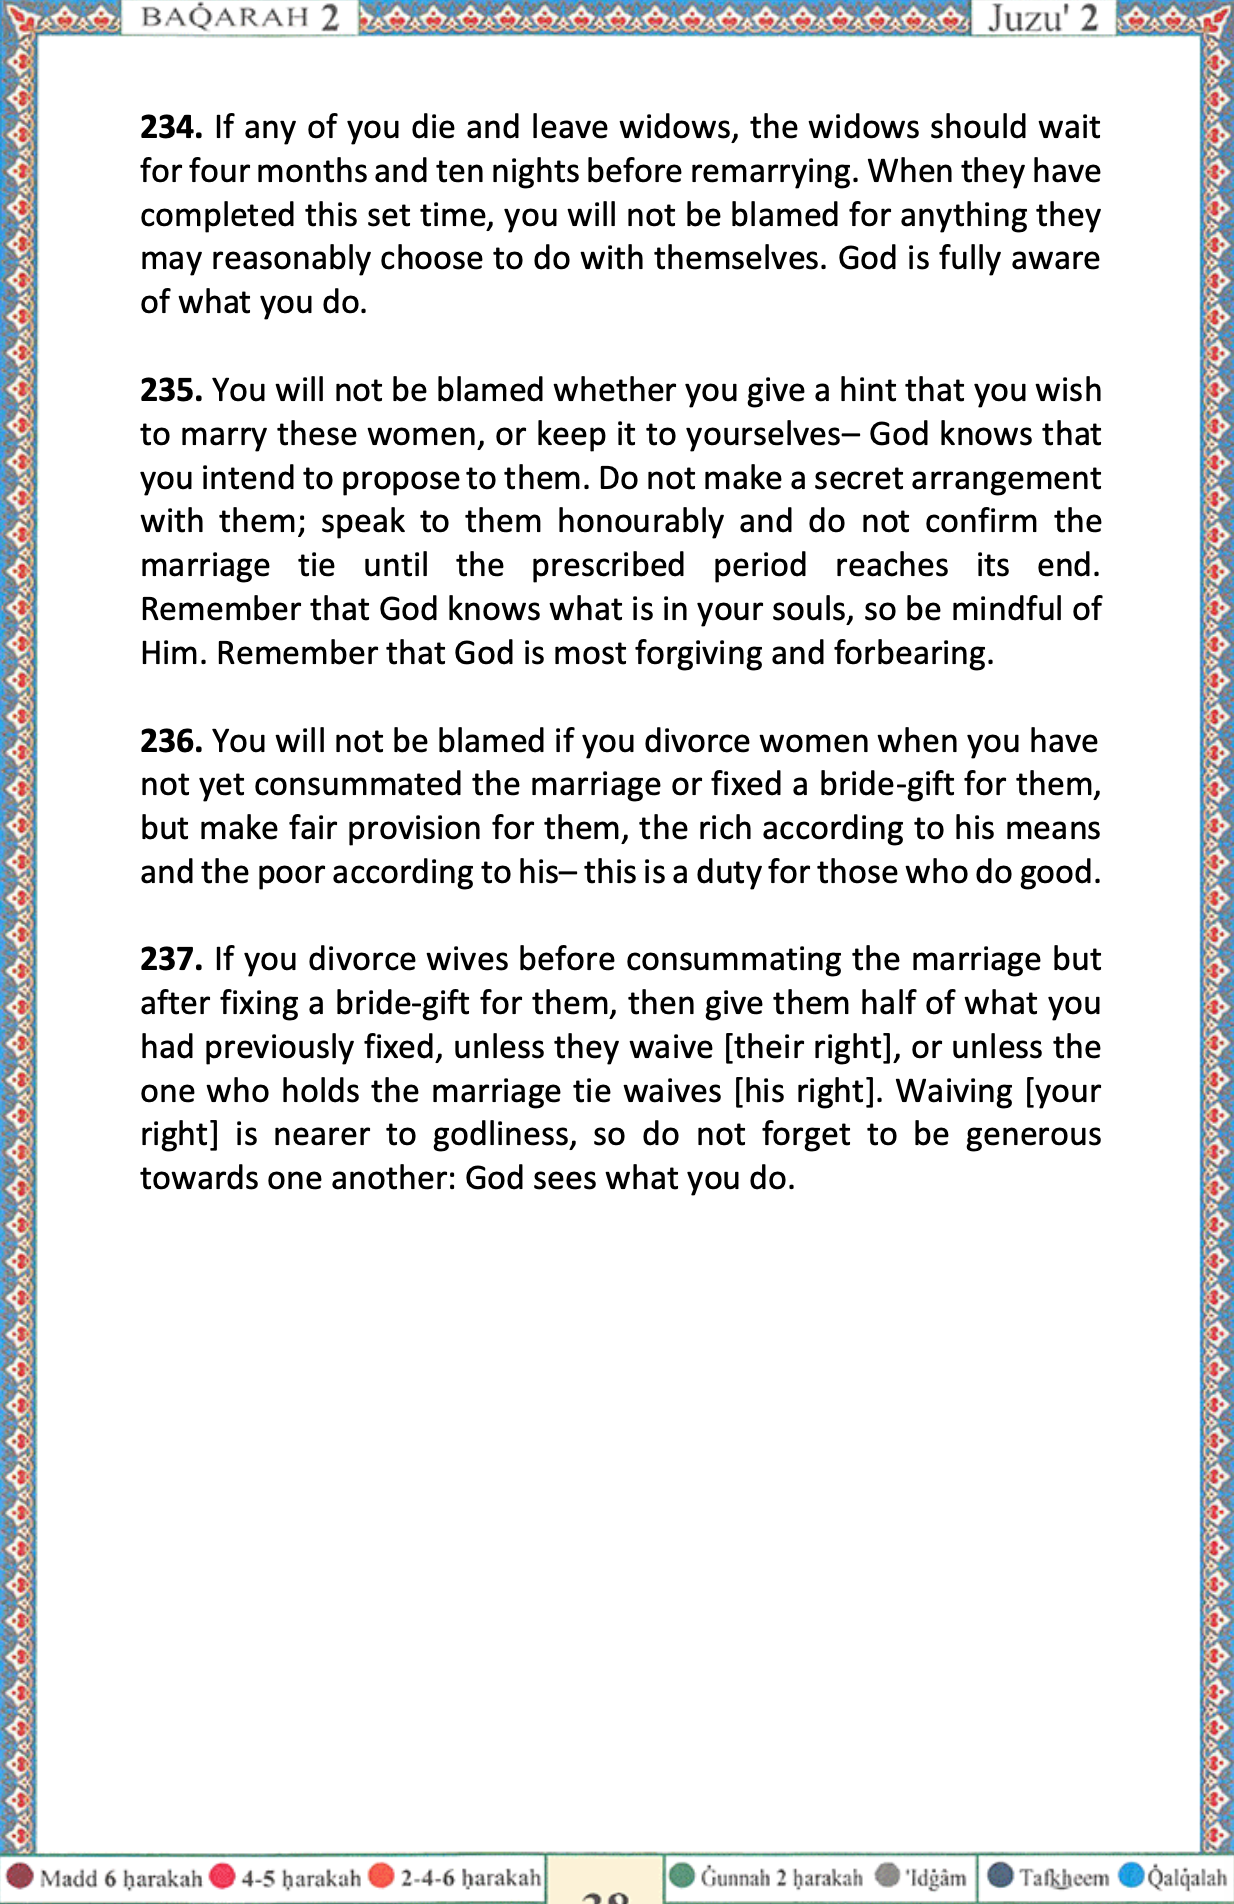 BAQ̇ARAH 2
Juzu' 2
234. If any of you die and leave widows, the widows should wait
for four months and ten nights before remarrying. When they have
completed this set time, you will not be blamed for anything they
may reasonably choose to do with themselves. God is fully aware
of what you do.
235. You will not be blamed whether you give a hint that you wish
to marry these women, or keep it to yourselves– God knows that
you intend to propose to them. Do not make a secret arrangement
with them; speak to them honourably and do not confirm the
marriage tie until the prescribed period reaches its end.
Remember that God knows what is in your souls, so be mindful of
Him. Remember that God is most forgiving and forbearing.
236. You will not be blamed if you divorce women when you have
not yet consummated the marriage or fixed a bride-gift for them,
but make fair provision for them, the rich according to his means
and the poor according to his– this is a duty for those who do good.
237. If you divorce wives before consummating the marriage but
after fixing a bride-gift for them, then give them half of what you
had previously fixed, unless they waive [their right], or unless the
one who holds the marriage tie waives [his right]. Waiving [your
right] is nearer to godliness, so do not forget to be generous
towards one another: God sees what you do.
Madd 6 ḥarakah 4-5 ḥarakah 2-4-6 ḥarakah Ġunnah 2 ḥarakah 'Idġâm Tafk͟heem Q̇alq̇alah